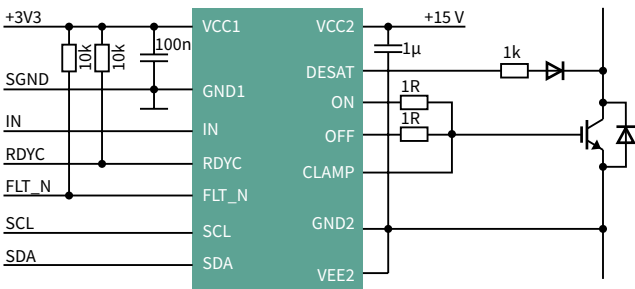 +3V3
VCC1
VCC2
+15 V
10k
10k
100n
1µ
1k
DESAT
SGND
GND1
ON
1R
IN
IN
OFF
1R
RDYC
RDYC
CLAMP
FLT_N
FLT_N
SCL
SCL
GND2
SDA
SDA
VEE2